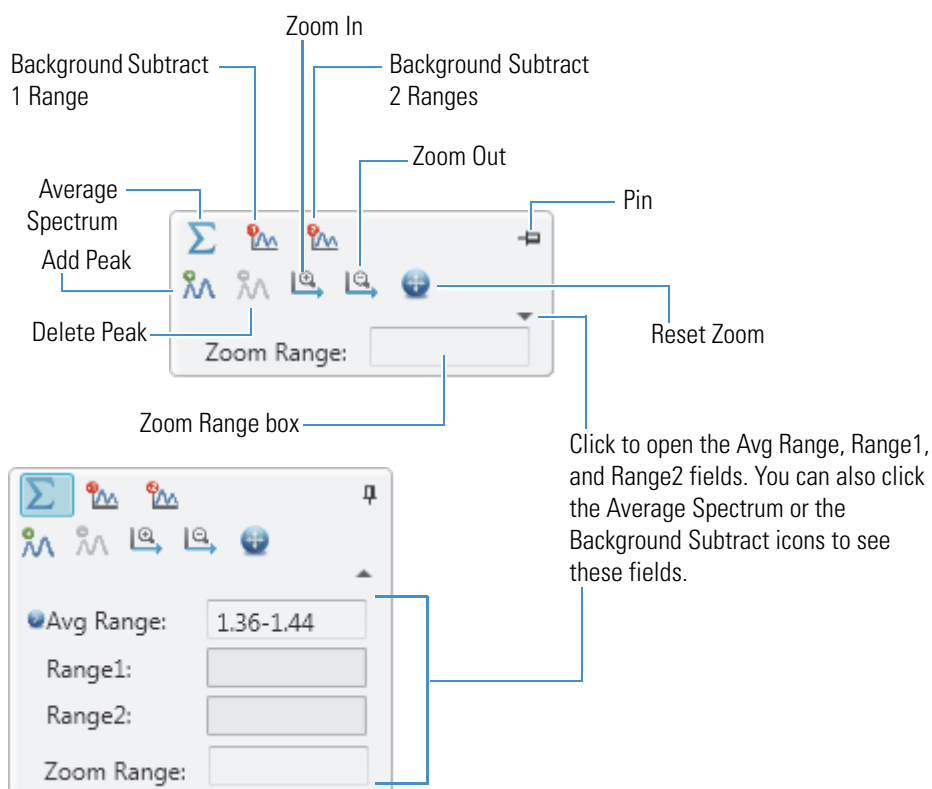 Zoom In
Background Subtract
1 Range
Background Subtract
2 Ranges
Zoom Out
Average
Spectrum
Pin
Add Peak
Delete Peak
Reset Zoom
Zoom Range:
Zoom Range box
Click to open the Avg Range, Range1,
and Range2 fields. You can also click
the Average Spectrum or the
Background Subtract icons to see
these fields.
Avg Range: 1.36-1.44
Range1:
Range2:
Zoom Range: